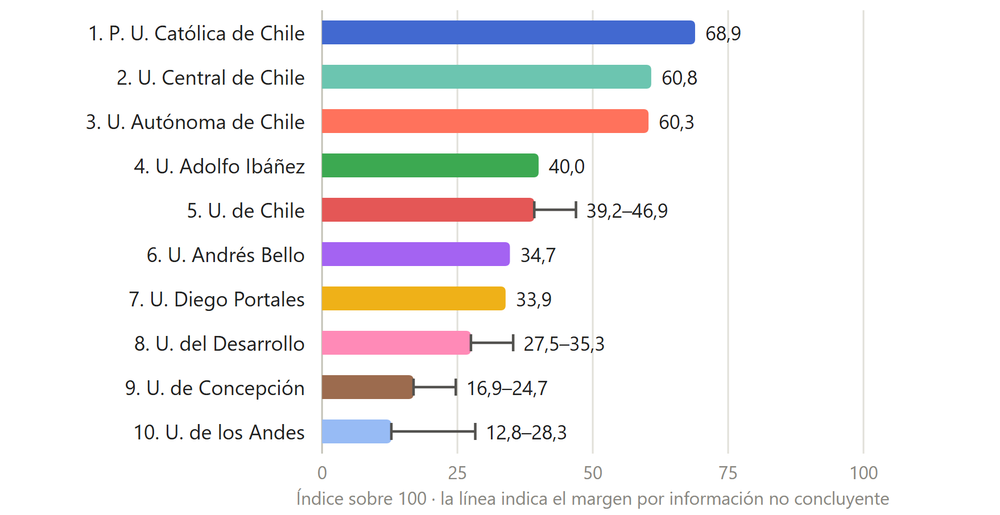 1. P. U. Católica de Chile 68,9
2. U. Central de Chile 60,8
3. U. Autónoma de Chile 60,3
4. U. Adolfo Ibáñez 40,0
5. U. de Chile 39,2–46,9
6. U. Andrés Bello 34,7
7. U. Diego Portales 33,9
8. U. del Desarrollo 27,5–35,3
9. U. de Concepción 16,9–24,7
10. U. de los Andes 12,8–28,3
0 25 50 75 100
Índice sobre 100 · la línea indica el margen por información no concluyente